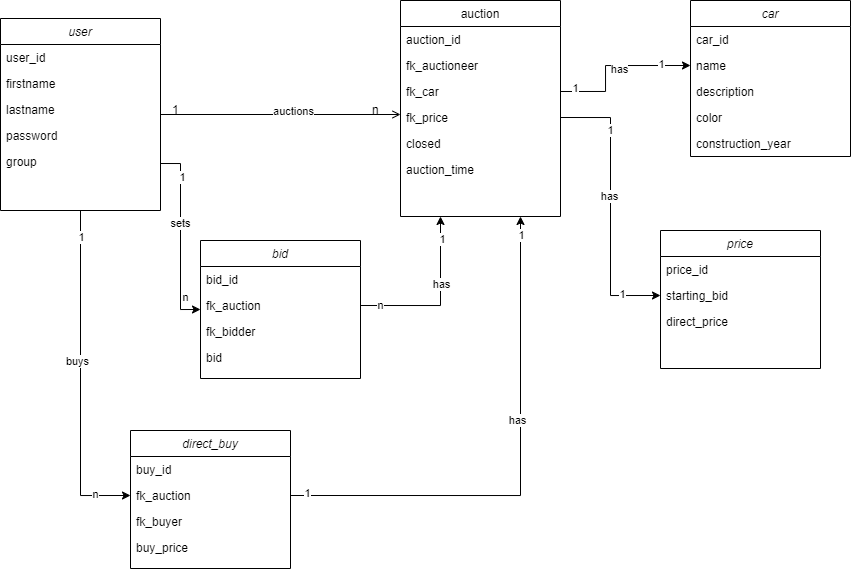 user
user_id
firstname
lastname
password
group
auction
auction_id
fk_auctioneer
fk_car
fk_price
closed
auction_time
car
car_id
name
description
color
construction_year
1
auctions
n
1
has
1
1
has
1
price
price_id
starting_bid
direct_price
1
sets
n
bid
bid_id
fk_auction
fk_bidder
bid
n
has
1
1
buys
n
direct_buy
buy_id
fk_auction
fk_buyer
buy_price
1
has
1